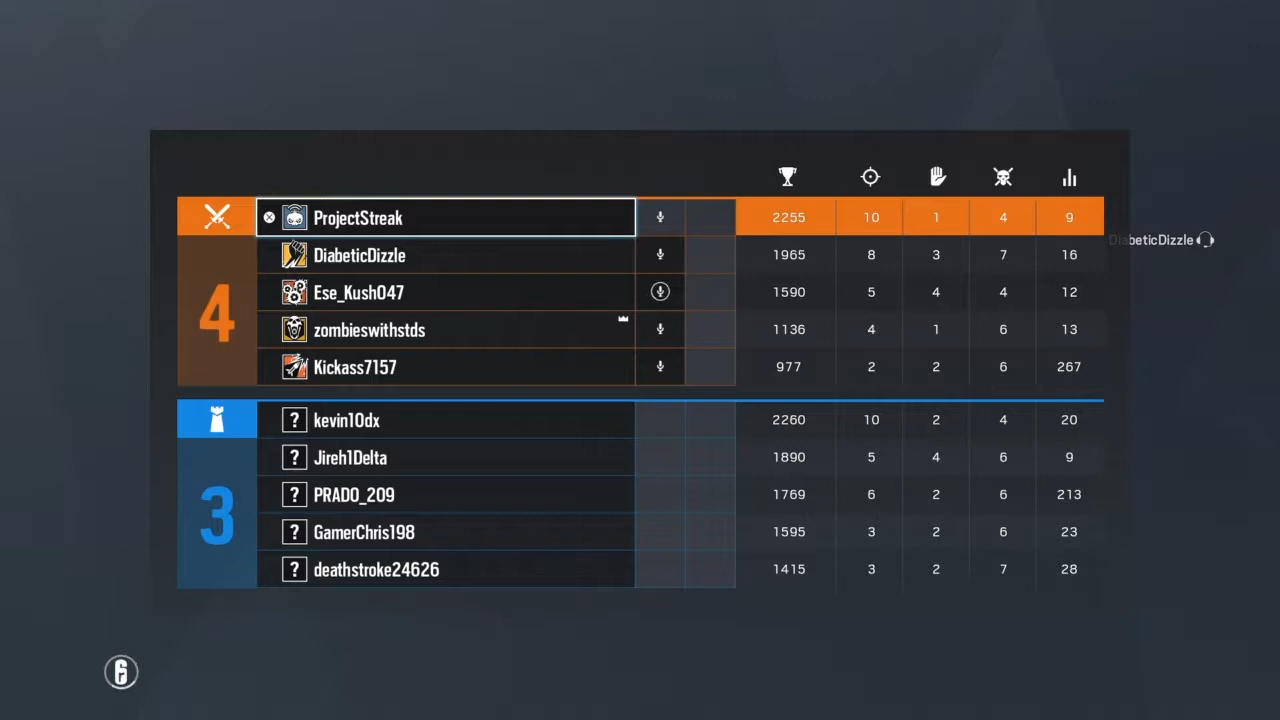 ProjectStreak 2255 10 1 4 9
DiabeticDizzle
DiabeticDizzle 1965 8 3 7 16
4
Ese_Kush047 1590 5 4 4 12
zombieswithstds 1136 4 1 6 13
Kickass7157 977 2 2 6 267
? kevin10dx 2260 10 2 4 20
? Jireh1Delta 1890 5 4 6 9
3
? PRADO_209 1769 6 2 6 213
? GamerChris198 1595 3 2 6 23
? deathstroke24626 1415 3 2 7 28
6